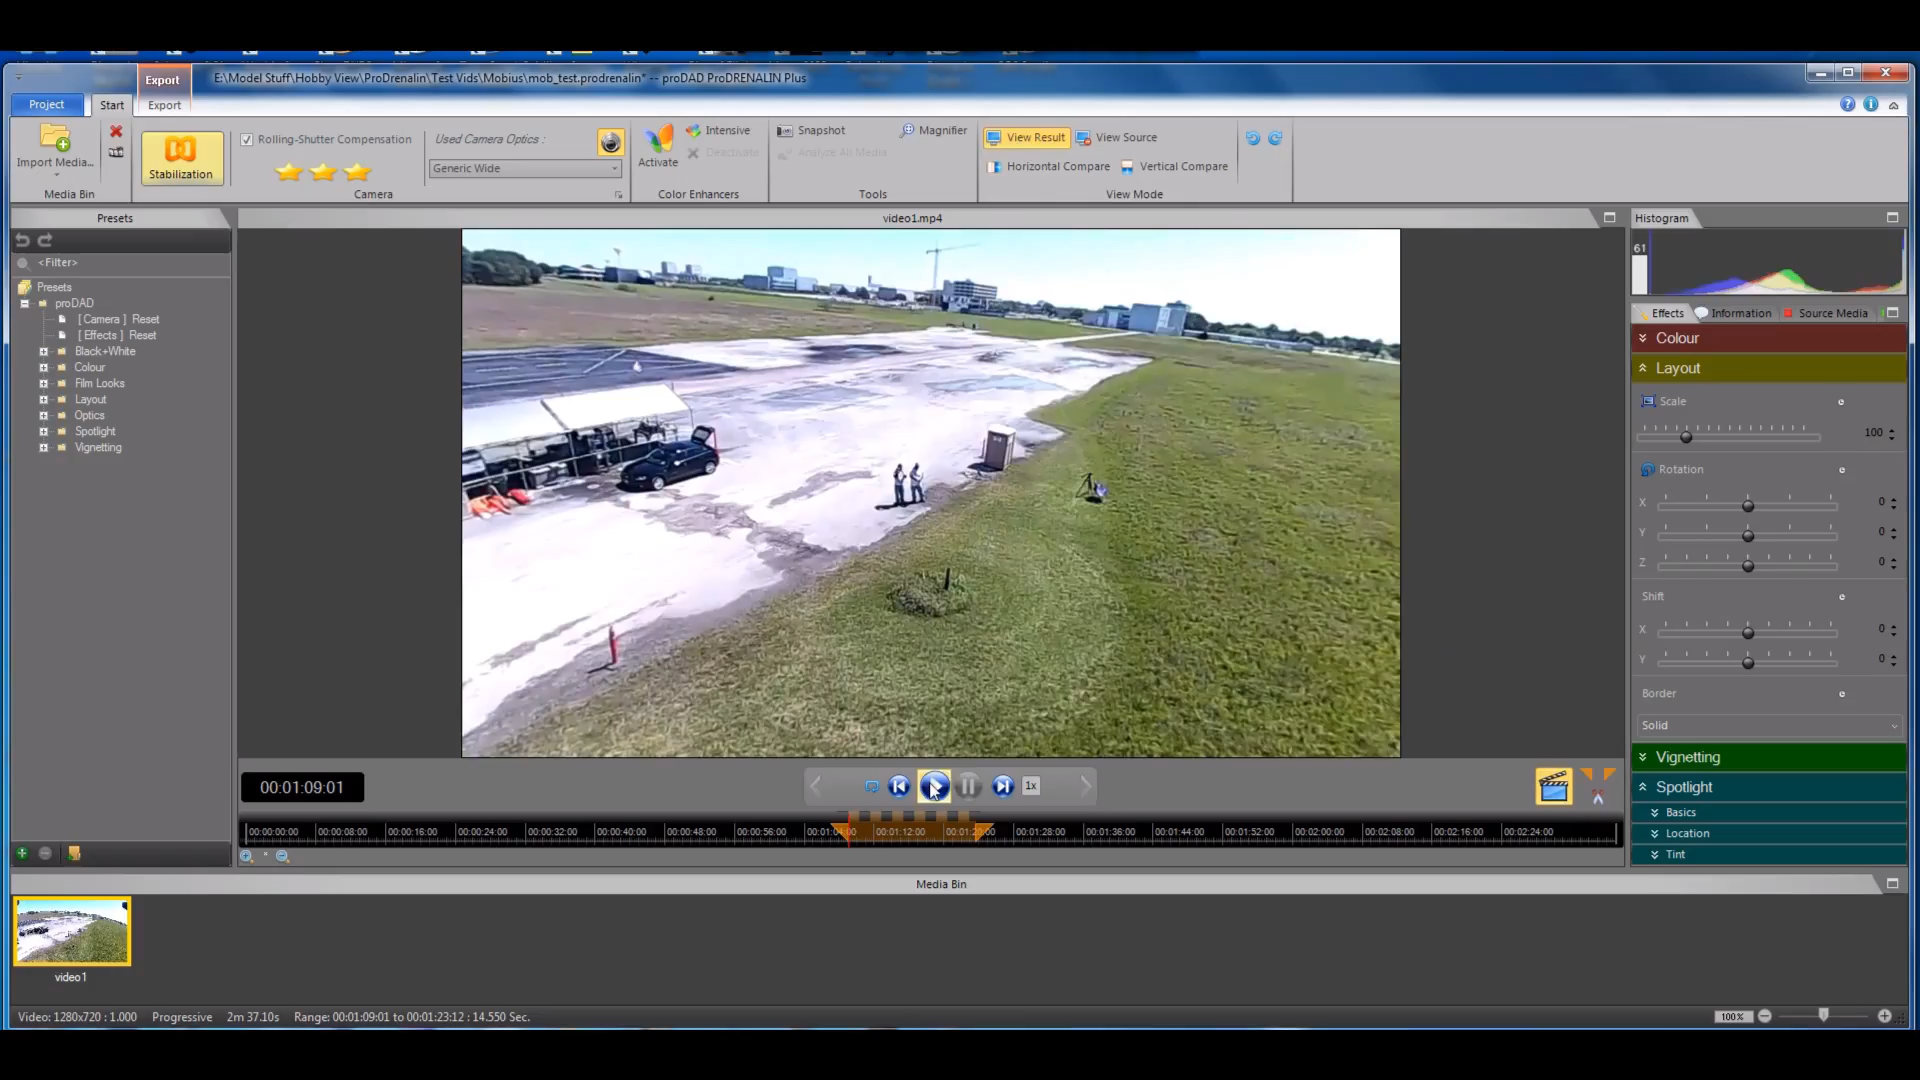 Export
E:\Model Stuff\Hobby View\ProDrenalin\Test Vids\Mobius\mob_test.prodrenalin* -- proDAD ProDRENALIN Plus
Project
Start
Export
Import Media...
Media Bin
Stabilization
Rolling-Shutter Compensation
Used Camera Optics :
Generic Wide
Camera
Activate
Intensive
Deactivate
Color Enhancers
Snapshot
Magnifier
Analyze All Media
Tools
View Result
View Source
Horizontal Compare
Vertical Compare
View Mode
Presets
video1.mp4
Histogram
<Filter>
61
Presets
proDAD
[ Camera ] Reset
[ Effects ] Reset
Black+White
Colour
Film Looks
Layout
Optics
Spotlight
Vignetting
Effects
Information
Source Media
Colour
Layout
Scale
100
Rotation
X 0
Y 0
Z 0
Shift
X 0
Y 0
Border
Solid
Vignetting
Spotlight
Basics
Location
Tint
00:01:09:01
1x
00:00:00:00 00:00:08:00 00:00:16:00 00:00:24:00 00:00:32:00 00:00:40:00 00:00:48:00 00:00:56:00 00:01:04:00 00:01:12:00 00:01:20:00 00:01:28:00 00:01:36:00 00:01:44:00 00:01:52:00 00:02:00:00 00:02:08:00 00:02:16:00 00:02:24:00
Media Bin
video1
Video: 1280x720 : 1.000 Progressive 2m 37.10s Range: 00:01:09:01 to 00:01:23:12 : 14.550 Sec.
100%